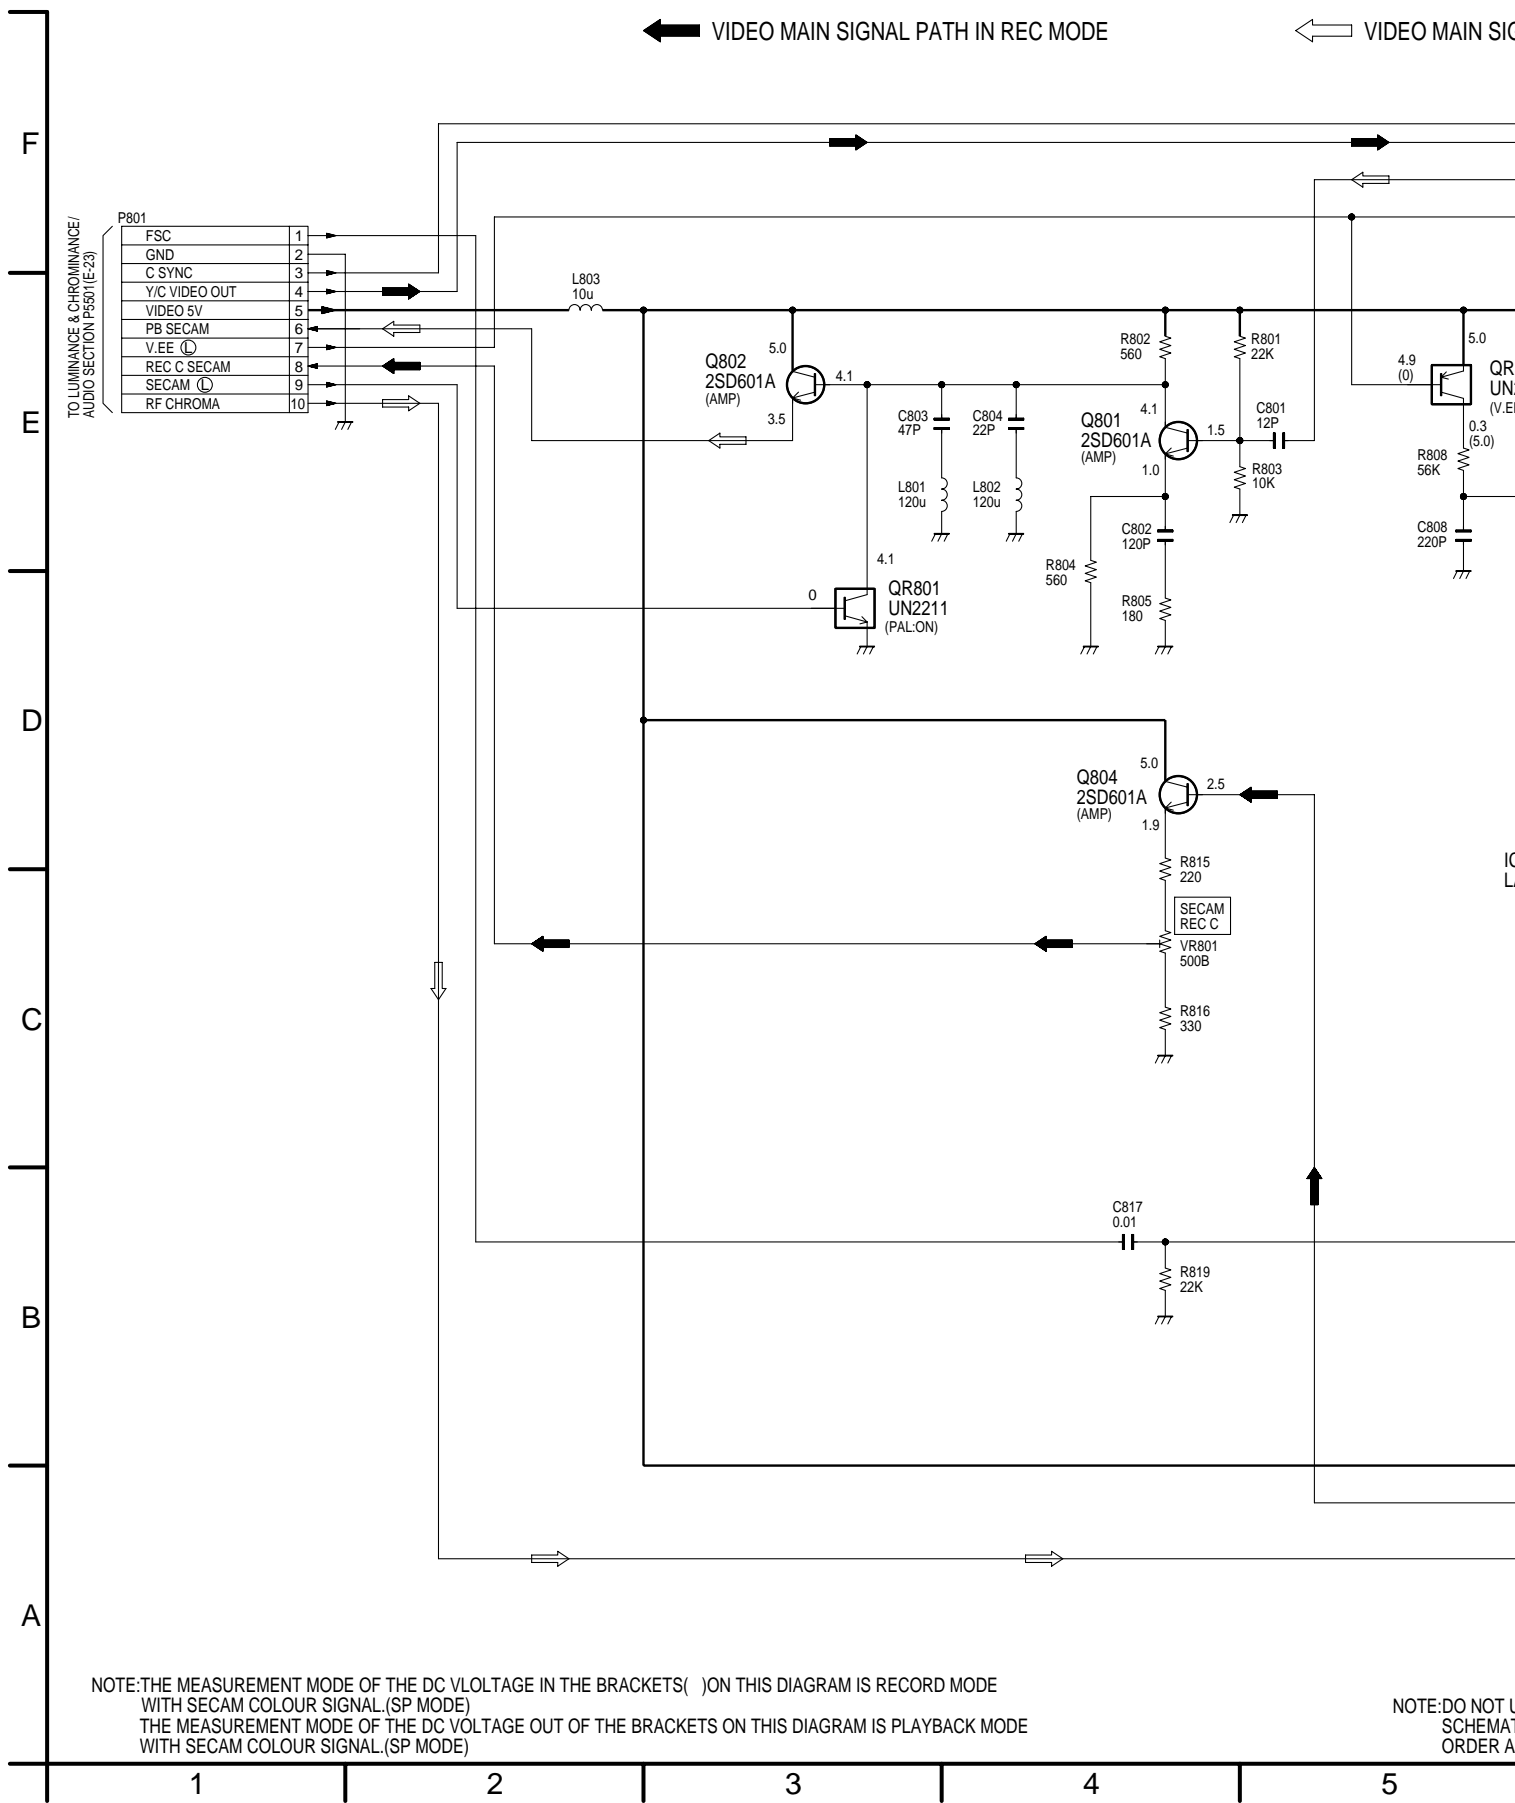 VIDEO MAIN SIGNAL PATH IN REC MODE
VIDEO MAIN
F
TO LUMINANCE & CHROMINANCE/
AUDIO SECTION P5501(E-23)
P801
FSC 1
GND 2
C SYNC 3
Y/C VIDEO OUT 4
VIDEO 5V 5
PB SECAM 6
V.EE Ⓛ 7
REC C SECAM 8
SECAM Ⓛ 9
RF CHROMA 10
L803
10u
E
Q802
2SD601A
(AMP)
5.0
4.1
3.5
C803
47P
C804
22P
L801
120u
L802
120u
R802
560
R801
22K
Q801
2SD601A
(AMP)
4.1
1.5
1.0
C801
12P
R803
10K
C802
120P
R804
560
R805
180
4.9
(0)
5.0
0.3
(5.0)
R808
56K
C808
220P
4.1
0
QR801
UN2211
(PAL:ON)
D
Q804
2SD601A
(AMP)
5.0
2.5
1.9
R815
220
SECAM
REC C
VR801
500B
C
R816
330
C817
0.01
R819
22K
B
A
NOTE:THE MEASUREMENT MODE OF THE DC VLOLTAGE IN THE BRACKETS( )ON THIS DIAGRAM IS RECORD MODE
WITH SECAM COLOUR SIGNAL.(SP MODE)
THE MEASUREMENT MODE OF THE DC VOLTAGE OUT OF THE BRACKETS ON THIS DIAGRAM IS PLAYBACK MODE
WITH SECAM COLOUR SIGNAL.(SP MODE)
NOTE:DO NOT
ORDER
1 2 3 4 5